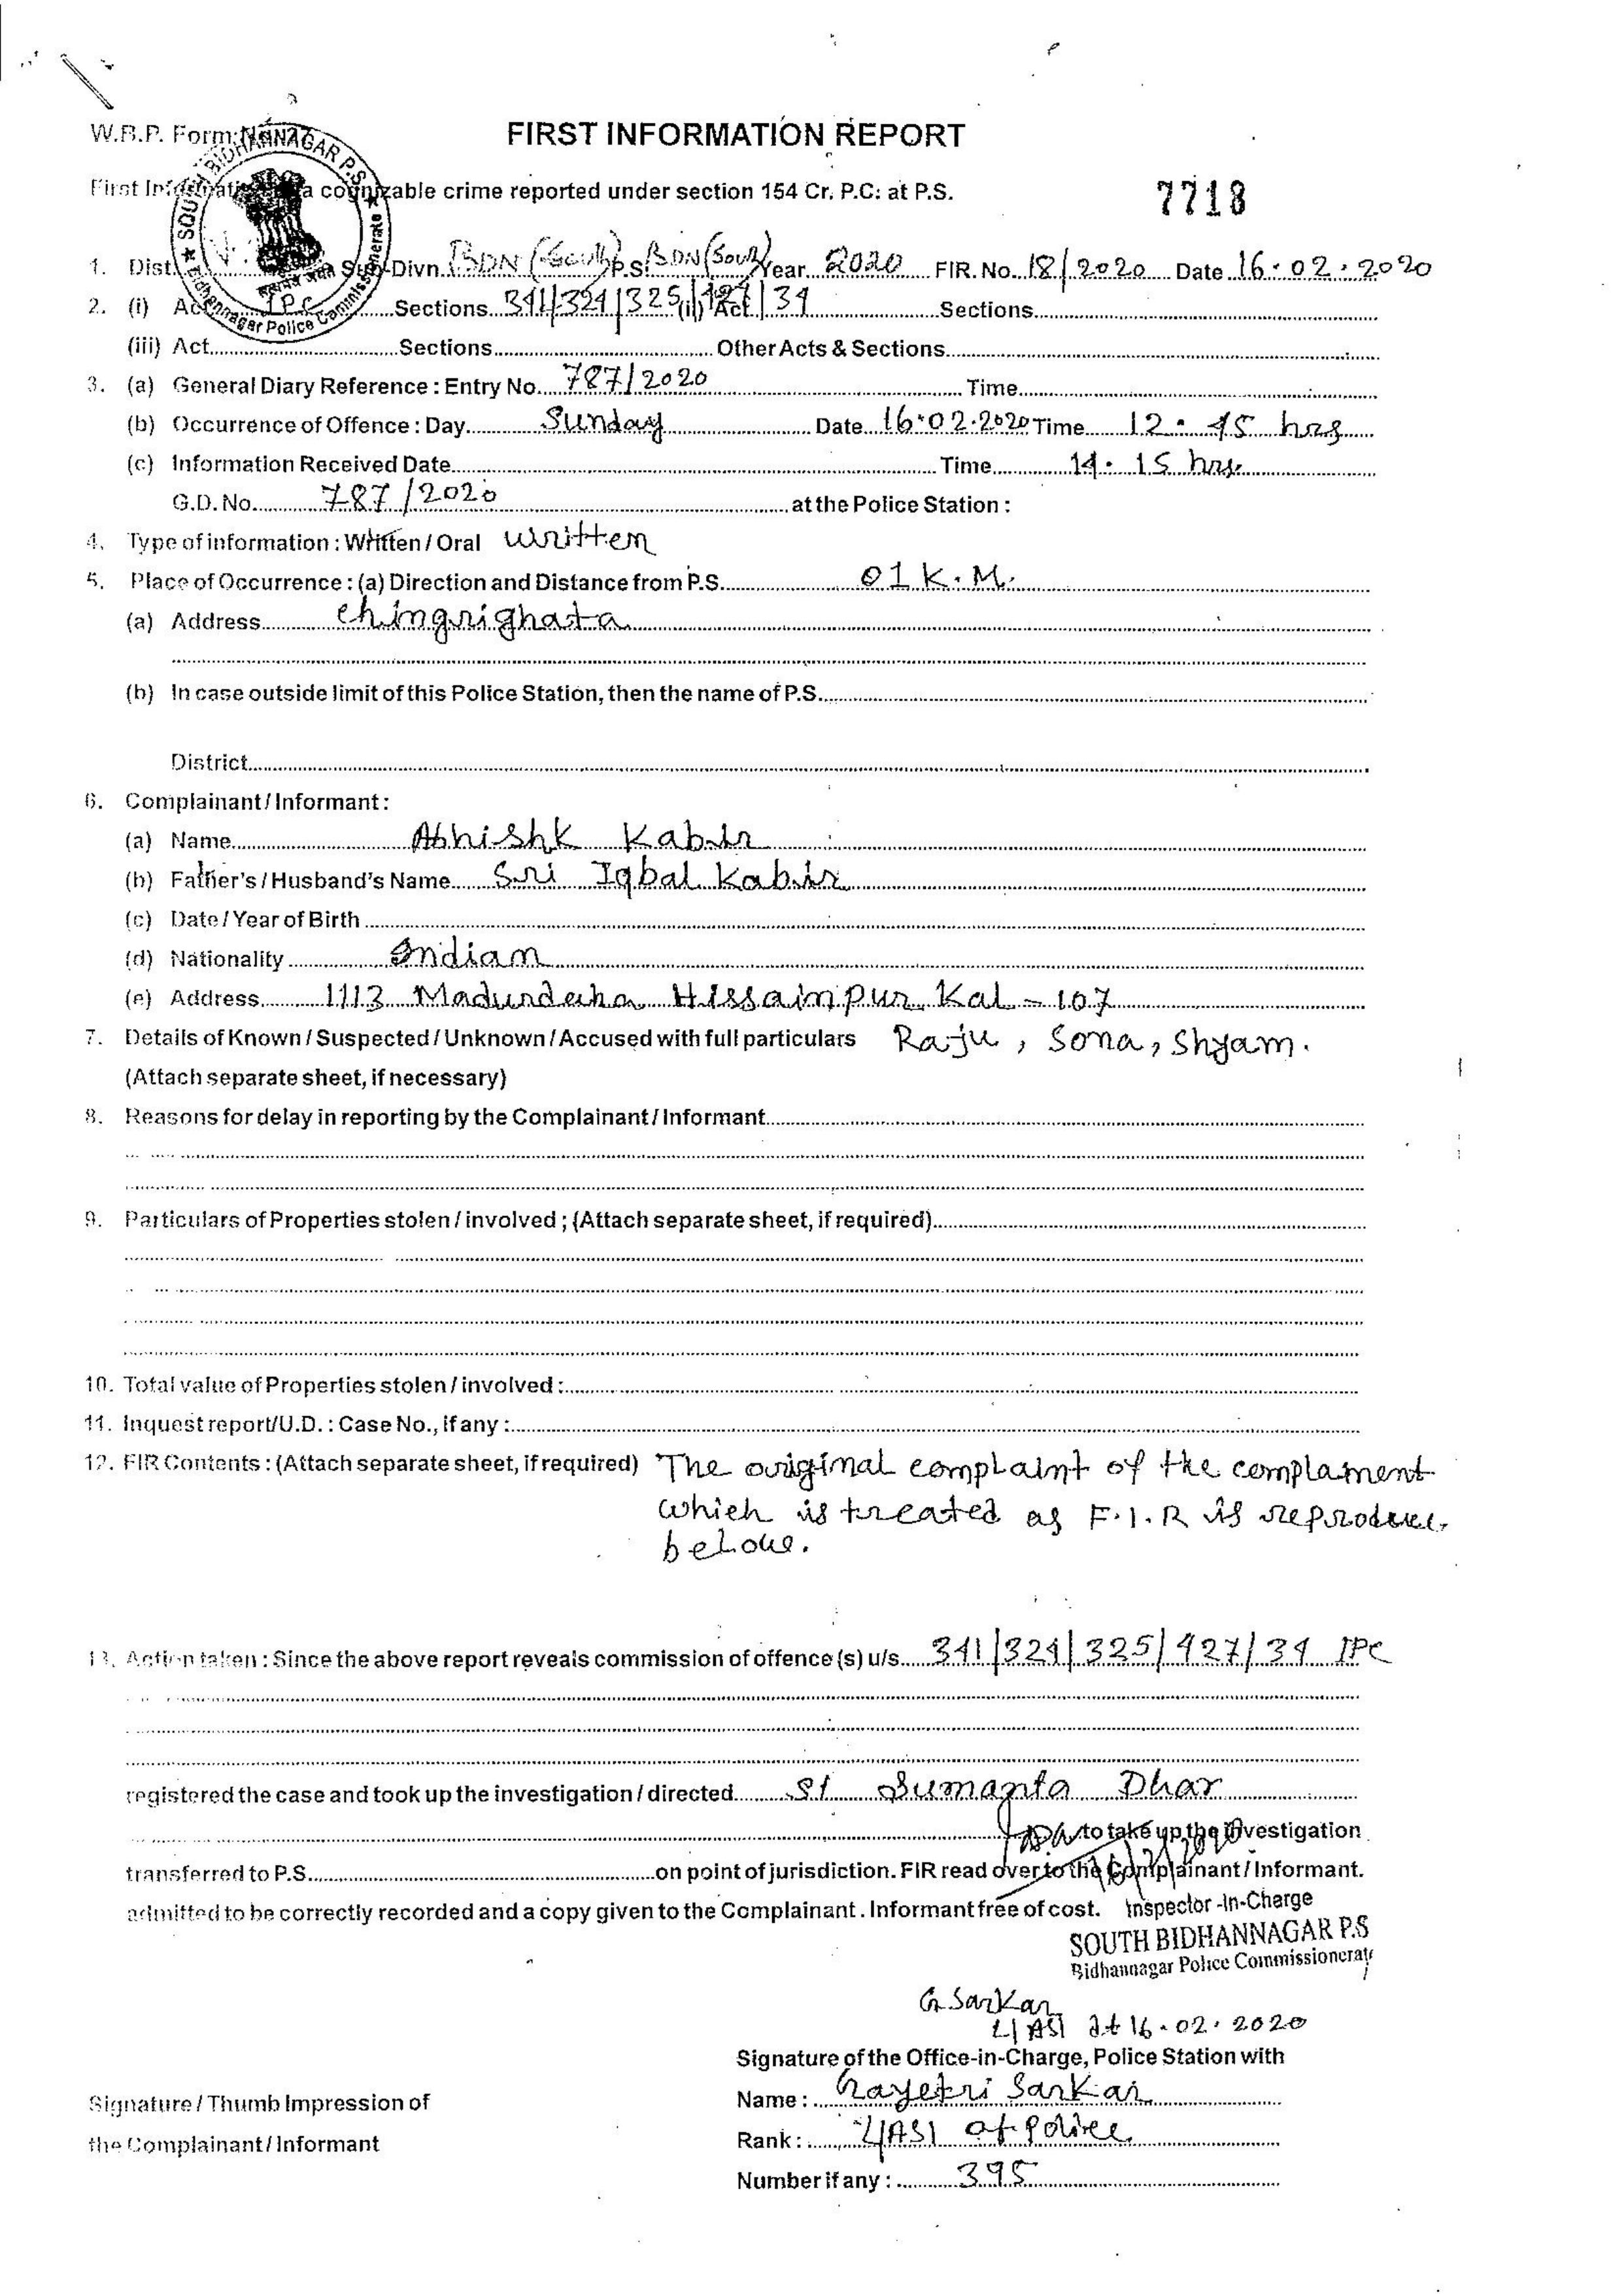 W.B.P. Form
FIRST INFORMATION REPORT
First Information of a cognizable crime reported under section 154 Cr. P.C: at P.S.
7718
SOUTH BIDHANNAGAR P.S.
Bidhannagar Police Commissionerate
1. Dist. Sub-Divn. BDN (South) P.S. BDN (South) Year 2020 FIR. No. 18/2020 Date 16.02.2020
2. (i) Act IPC Sections 341/324/325/427/34 (ii) Act Sections
(iii) Act Sections Other Acts & Sections
3. (a) General Diary Reference : Entry No. 787/2020 Time
(b) Occurrence of Offence : Day Sunday Date 16.02.2020 Time 12.45 hrs
(c) Information Received Date Time 14.15 hrs
G.D. No. 787/2020 at the Police Station :
4. Type of information : Written / Oral written
5. Place of Occurrence : (a) Direction and Distance from P.S. 01 K.M.
(a) Address chingrighata
(b) In case outside limit of this Police Station, then the name of P.S.
District
6. Complainant / Informant :
(a) Name Abhishk Kabir
(b) Father's / Husband's Name Sri Iqbal Kabir
(c) Date / Year of Birth
(d) Nationality Indian
(e) Address 1113 Madurdaha Hissainpur Kal - 107
7. Details of Known / Suspected / Unknown / Accused with full particulars Raju, Sona, Shyam.
(Attach separate sheet, if necessary)
8. Reasons for delay in reporting by the Complainant / Informant
9. Particulars of Properties stolen / involved ; (Attach separate sheet, if required)
10. Total value of Properties stolen / involved :
11. Inquest report/U.D. : Case No., if any :
12. FIR Contents : (Attach separate sheet, if required) The original complaint of the complainent
which is treated as F.I.R is reproduce
belowe.
13. Action taken : Since the above report reveals commission of offence (s) u/s 341/324/325/427/34 IPC
registered the case and took up the investigation / directed SI Sumanta Dhar
to take up the investigation
transferred to P.S. on point of jurisdiction. FIR read over to the Complainant / Informant.
admitted to be correctly recorded and a copy given to the Complainant . Informant free of cost.
Inspector -In-Charge
SOUTH BIDHANNAGAR P.S
Bidhannagar Police Commissionerate
G Sarkar
L/ASI dt 16.02.2020
Signature of the Office-in-Charge, Police Station with
Name : Gayetri Sarkar
Signature / Thumb Impression of
the Complainant / Informant
Rank : L/ASI of Police
Number if any : 395